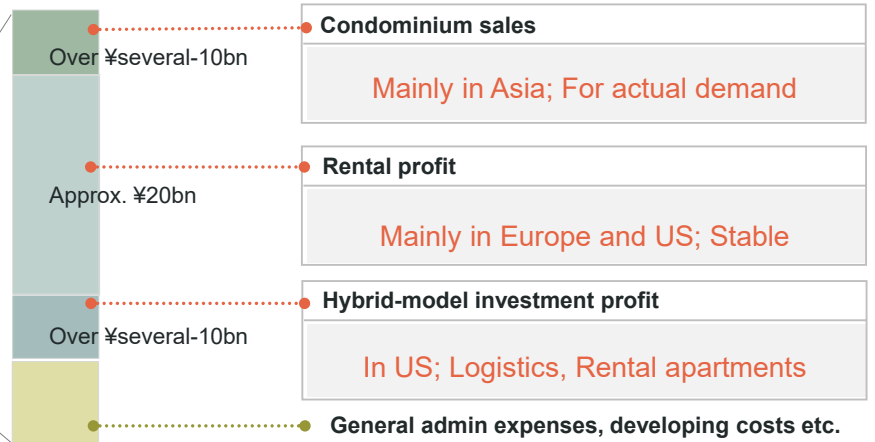 Condominium sales
Over ¥several-10bn
Mainly in Asia; For actual demand
Rental profit
Approx. ¥20bn
Mainly in Europe and US; Stable
Hybrid-model investment profit
Over ¥several-10bn
In US; Logistics, Rental apartments
General admin expenses, developing costs etc.